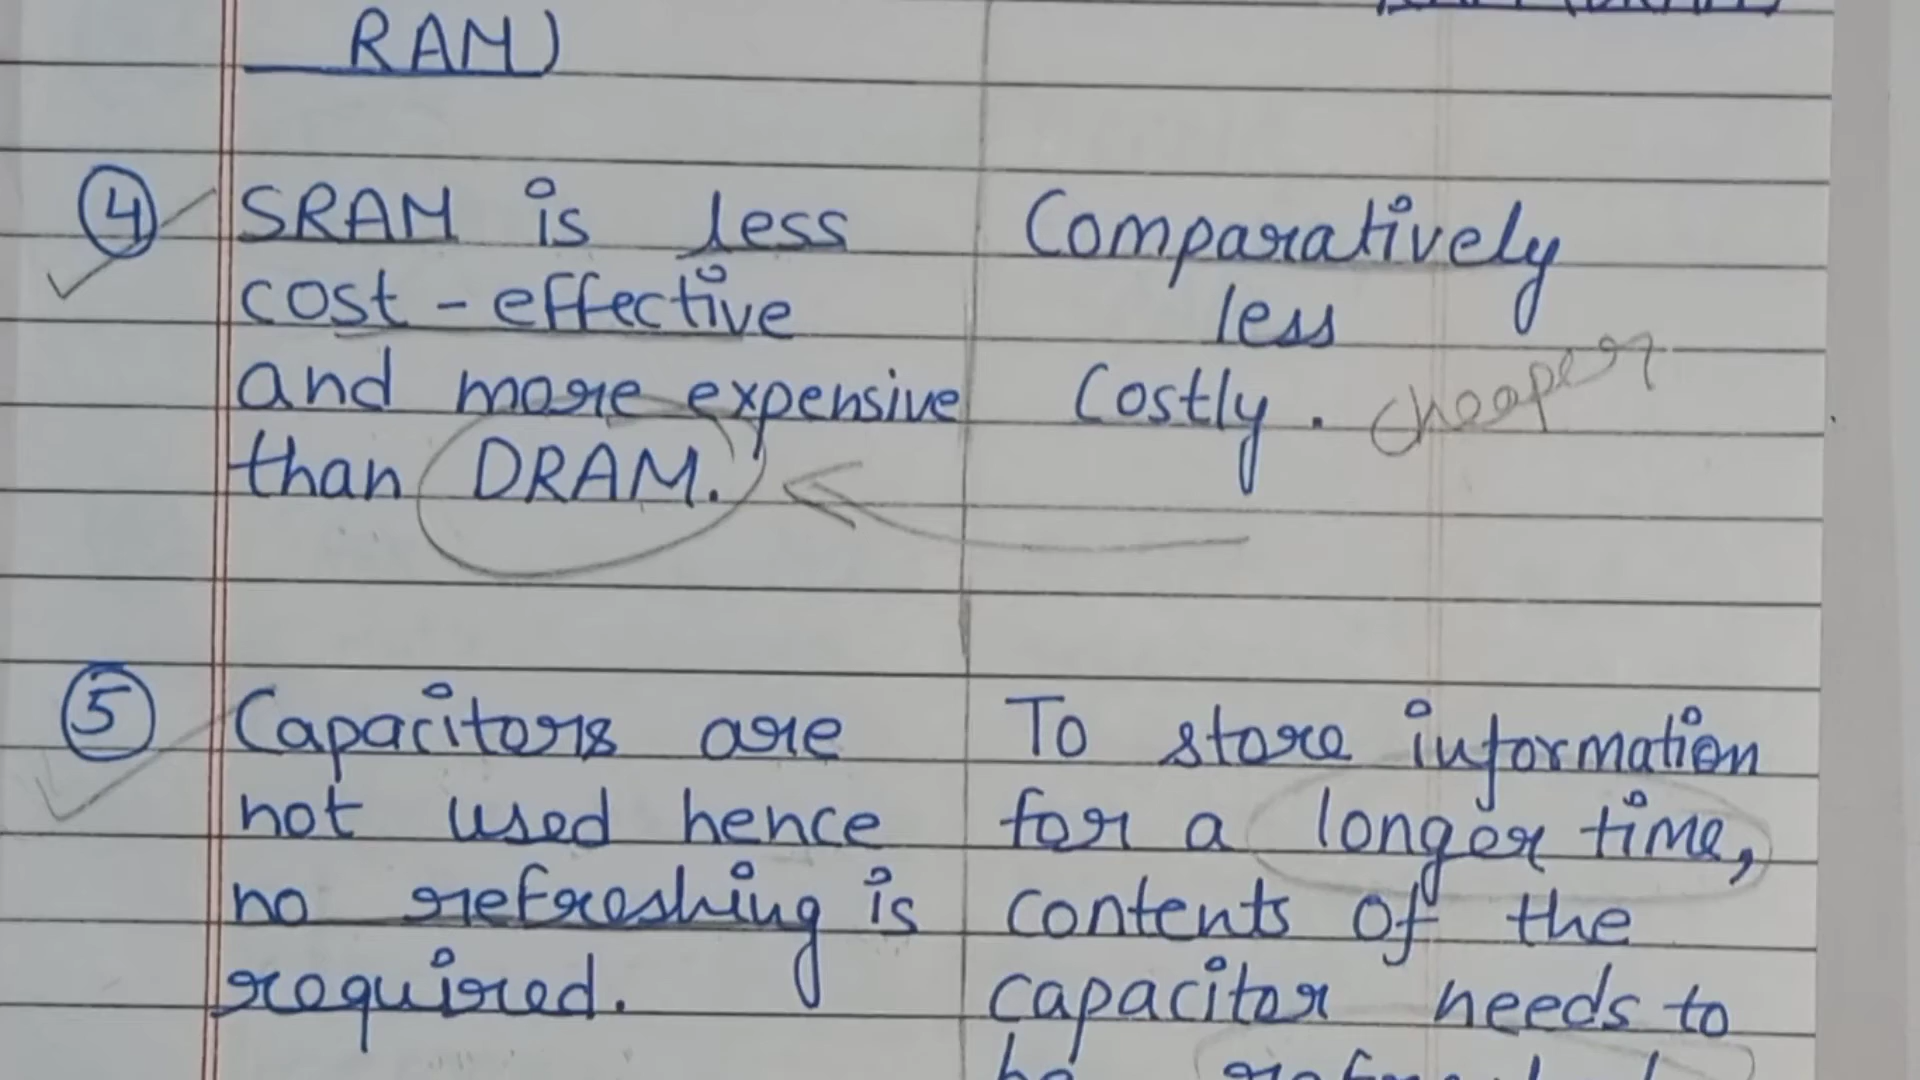 RAM)
④ SRAM is less
cost-effective
and more expensive
than DRAM.
Comparatively
less
Costly. cheaper
⑤ Capacitors are
not used hence
no refreshing is
required.
To store information
for a longer time,
contents of the
capacitor needs to
be